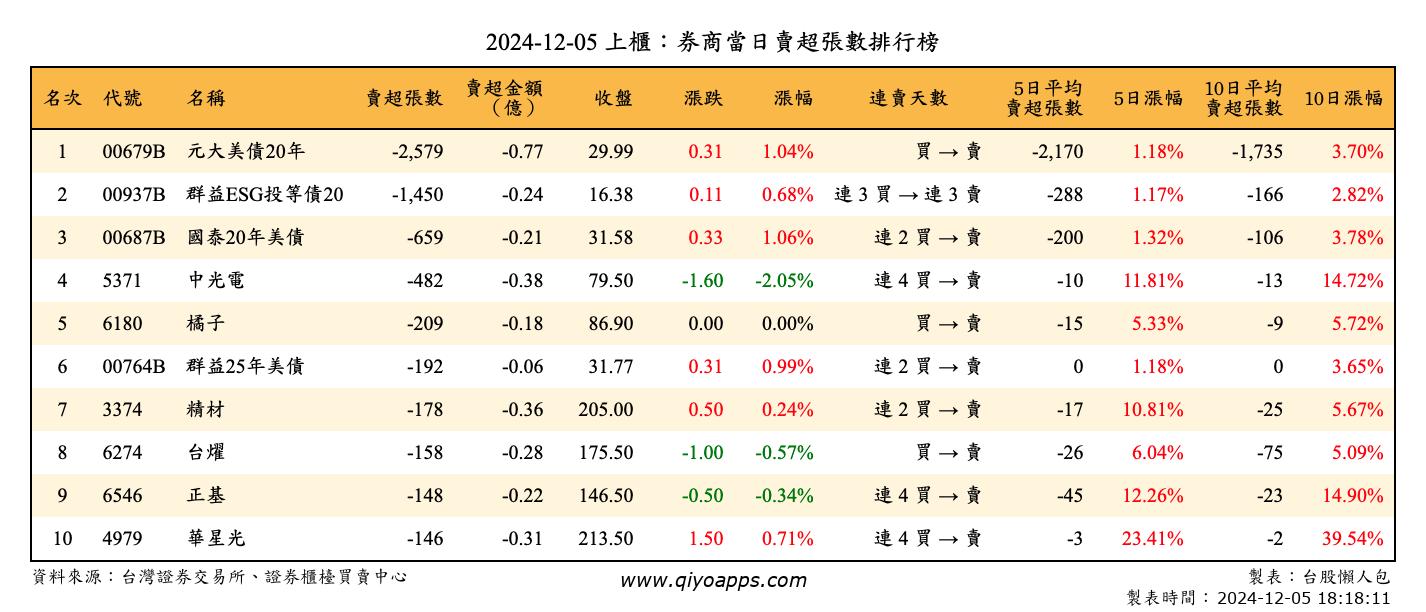 2024-12-05 上櫃：券商當日賣超張數排行榜
名次 代號 名稱 賣超張數 賣超金額（億） 收盤 漲跌 漲幅 連賣天數 5日平均賣超張數 5日漲幅 10日平均賣超張數 10日漲幅
1 00679B 元大美債20年 -2,579 -0.77 29.99 0.31 1.04% 買 → 賣 -2,170 1.18% -1,735 3.70%
2 00937B 群益ESG投等債20 -1,450 -0.24 16.38 0.11 0.68% 連 3 買 → 連 3 賣 -288 1.17% -166 2.82%
3 00687B 國泰20年美債 -659 -0.21 31.58 0.33 1.06% 連 2 買 → 賣 -200 1.32% -106 3.78%
4 5371 中光電 -482 -0.38 79.50 -1.60 -2.05% 連 4 買 → 賣 -10 11.81% -13 14.72%
5 6180 橘子 -209 -0.18 86.90 0.00 0.00% 買 → 賣 -15 5.33% -9 5.72%
6 00764B 群益25年美債 -192 -0.06 31.77 0.31 0.99% 連 2 買 → 賣 0 1.18% 0 3.65%
7 3374 精材 -178 -0.36 205.00 0.50 0.24% 連 2 買 → 賣 -17 10.81% -25 5.67%
8 6274 台燿 -158 -0.28 175.50 -1.00 -0.57% 買 → 賣 -26 6.04% -75 5.09%
9 6546 正基 -148 -0.22 146.50 -0.50 -0.34% 連 4 買 → 賣 -45 12.26% -23 14.90%
10 4979 華星光 -146 -0.31 213.50 1.50 0.71% 連 4 買 → 賣 -3 23.41% -2 39.54%
資料來源：台灣證券交易所、證券櫃檯買賣中心 www.qiyoapps.com 製表：台股懶人包
製表時間：2024-12-05 18:18:11